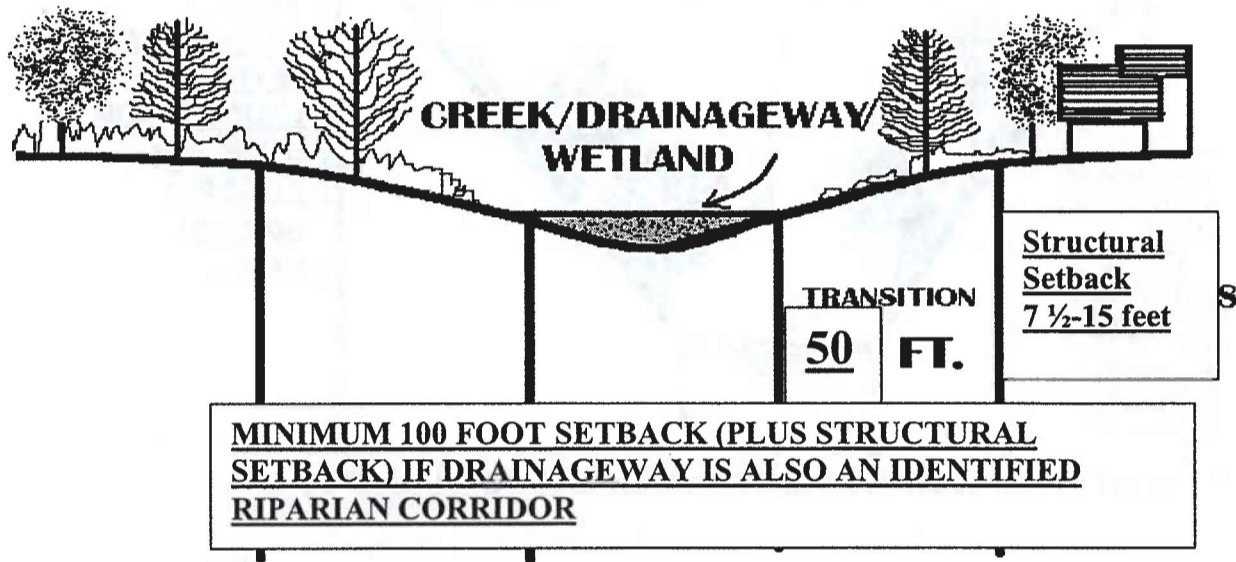 CREEK/DRAINAGEWAY/
WETLAND
TRANSITION
50 FT.
Structural
Setback
7 ½-15 feet
S
MINIMUM 100 FOOT SETBACK (PLUS STRUCTURAL
SETBACK) IF DRAINAGEWAY IS ALSO AN IDENTIFIED
RIPARIAN CORRIDOR